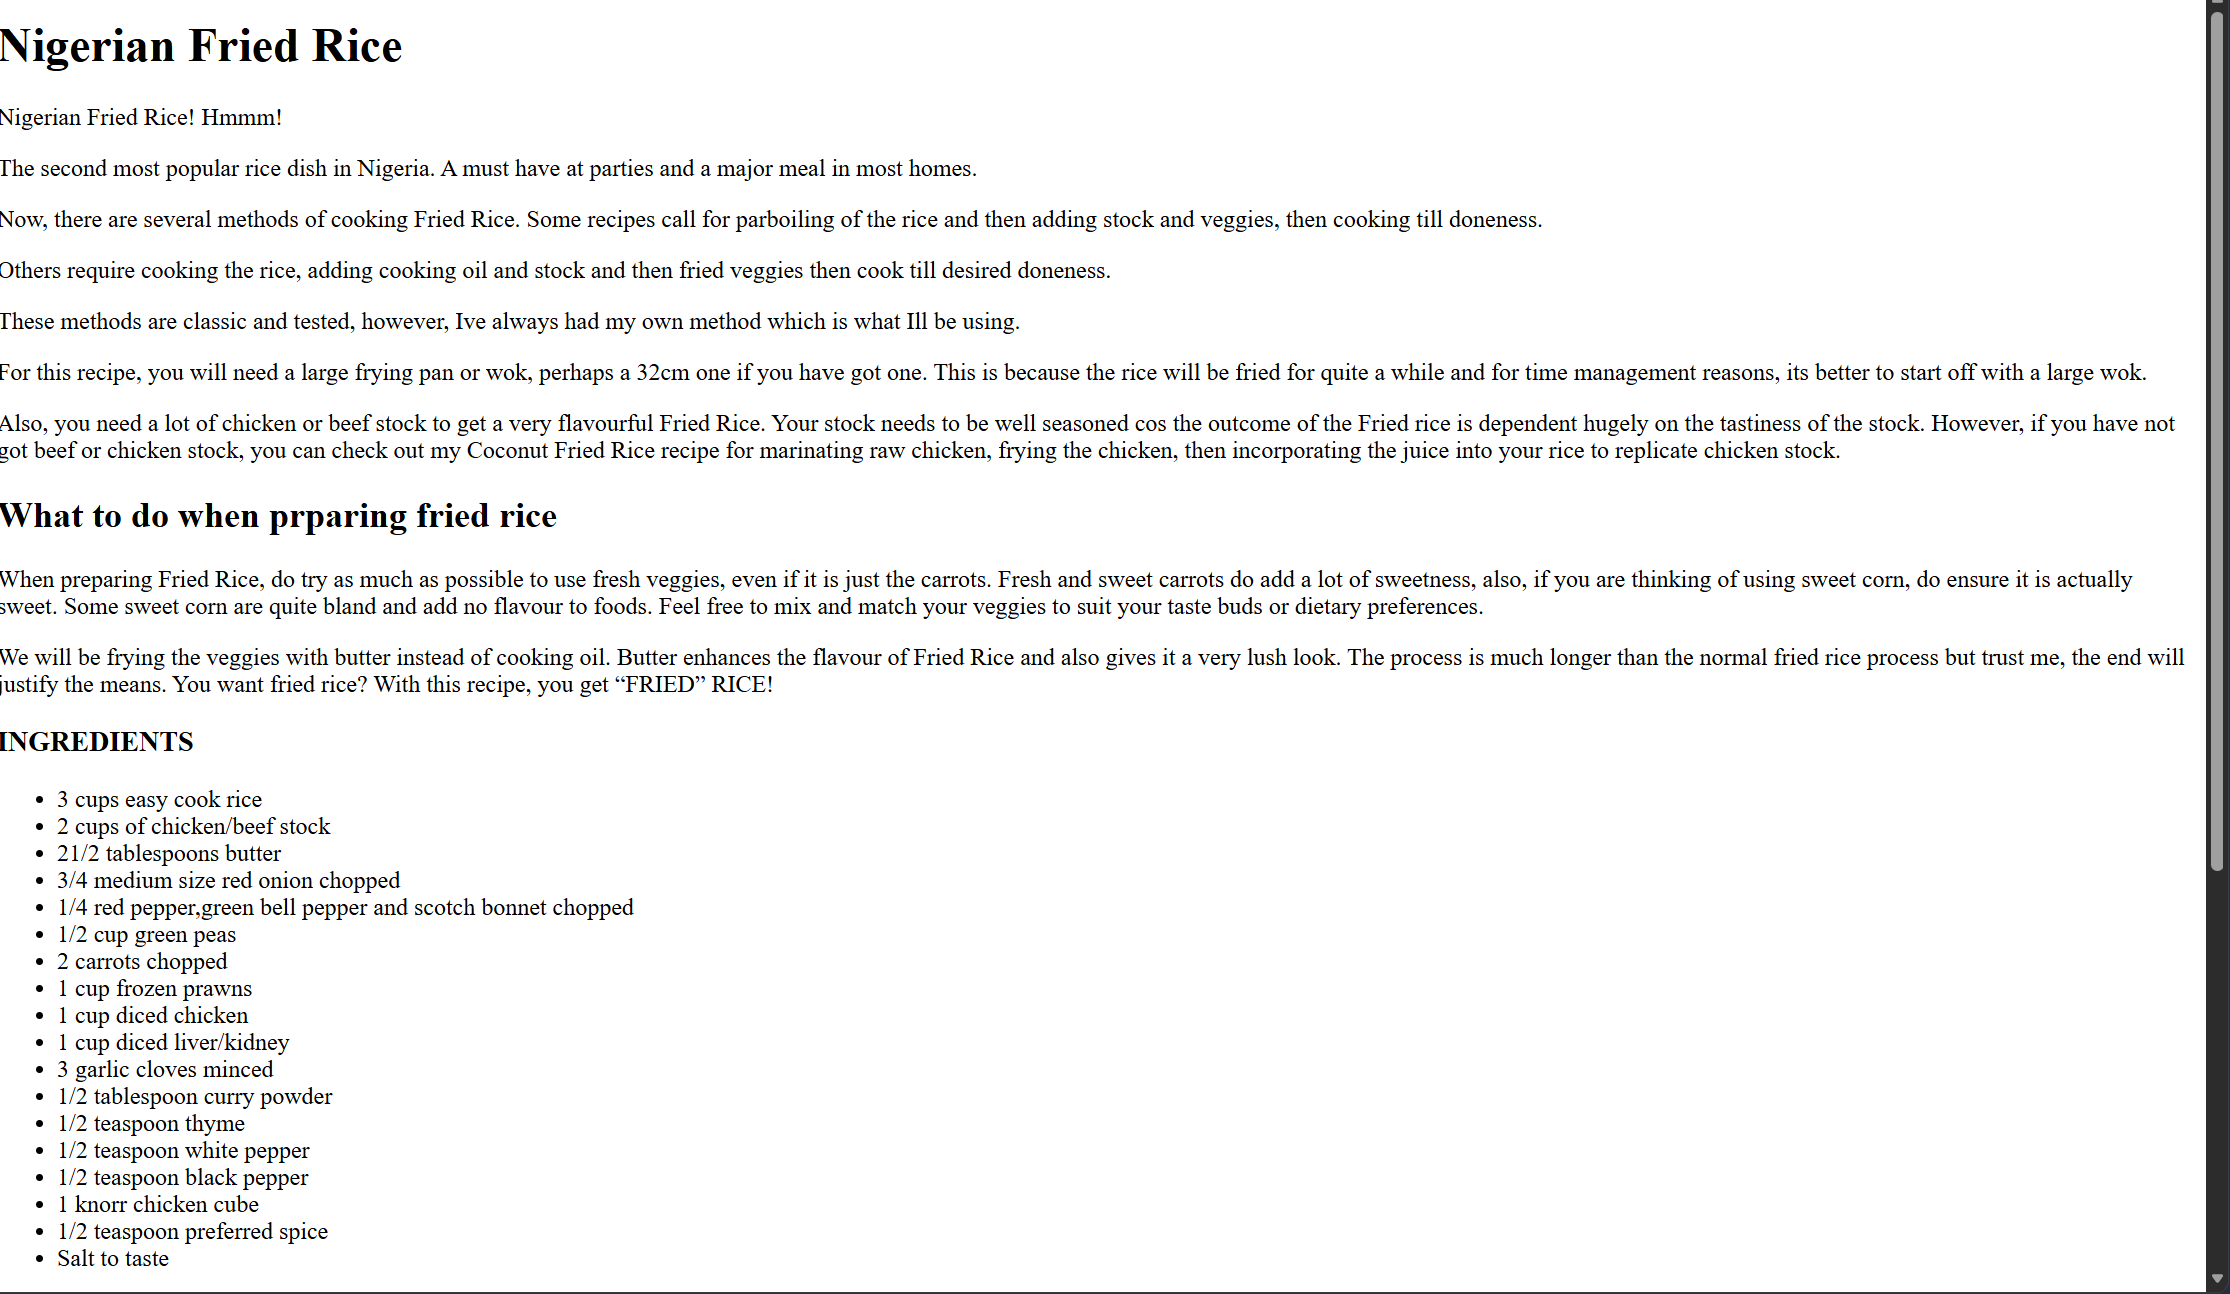 Nigerian Fried Rice
Nigerian Fried Rice! Hmmm!
The second most popular rice dish in Nigeria. A must have at parties and a major meal in most homes.
Now, there are several methods of cooking Fried Rice. Some recipes call for parboiling of the rice and then adding stock and veggies, then cooking till doneness.
Others require cooking the rice, adding cooking oil and stock and then fried veggies then cook till desired doneness.
These methods are classic and tested, however, Ive always had my own method which is what Ill be using.
For this recipe, you will need a large frying pan or wok, perhaps a 32cm one if you have got one. This is because the rice will be fried for quite a while and for time management reasons, its better to start off with a large wok.
Also, you need a lot of chicken or beef stock to get a very flavourful Fried Rice. Your stock needs to be well seasoned cos the outcome of the Fried rice is dependent hugely on the tastiness of the stock. However, if you have not
got beef or chicken stock, you can check out my Coconut Fried Rice recipe for marinating raw chicken, frying the chicken, then incorporating the juice into your rice to replicate chicken stock.
What to do when prparing fried rice
When preparing Fried Rice, do try as much as possible to use fresh veggies, even if it is just the carrots. Fresh and sweet carrots do add a lot of sweetness, also, if you are thinking of using sweet corn, do ensure it is actually
sweet. Some sweet corn are quite bland and add no flavour to foods. Feel free to mix and match your veggies to suit your taste buds or dietary preferences.
We will be frying the veggies with butter instead of cooking oil. Butter enhances the flavour of Fried Rice and also gives it a very lush look. The process is much longer than the normal fried rice process but trust me, the end will
justify the means. You want fried rice? With this recipe, you get “FRIED” RICE!
INGREDIENTS
• 3 cups easy cook rice
• 2 cups of chicken/beef stock
• 21/2 tablespoons butter
• 3/4 medium size red onion chopped
• 1/4 red pepper,green bell pepper and scotch bonnet chopped
• 1/2 cup green peas
• 2 carrots chopped
• 1 cup frozen prawns
• 1 cup diced chicken
• 1 cup diced liver/kidney
• 3 garlic cloves minced
• 1/2 tablespoon curry powder
• 1/2 teaspoon thyme
• 1/2 teaspoon white pepper
• 1/2 teaspoon black pepper
• 1 knorr chicken cube
• 1/2 teaspoon preferred spice
• Salt to taste